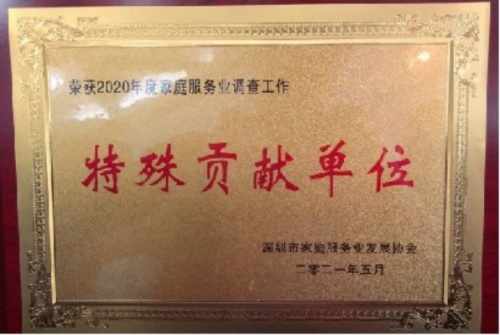 荣获2020年度家庭服务业调查工作
特殊贡献单位
深圳市家庭服务业发展协会
二零二一年五月